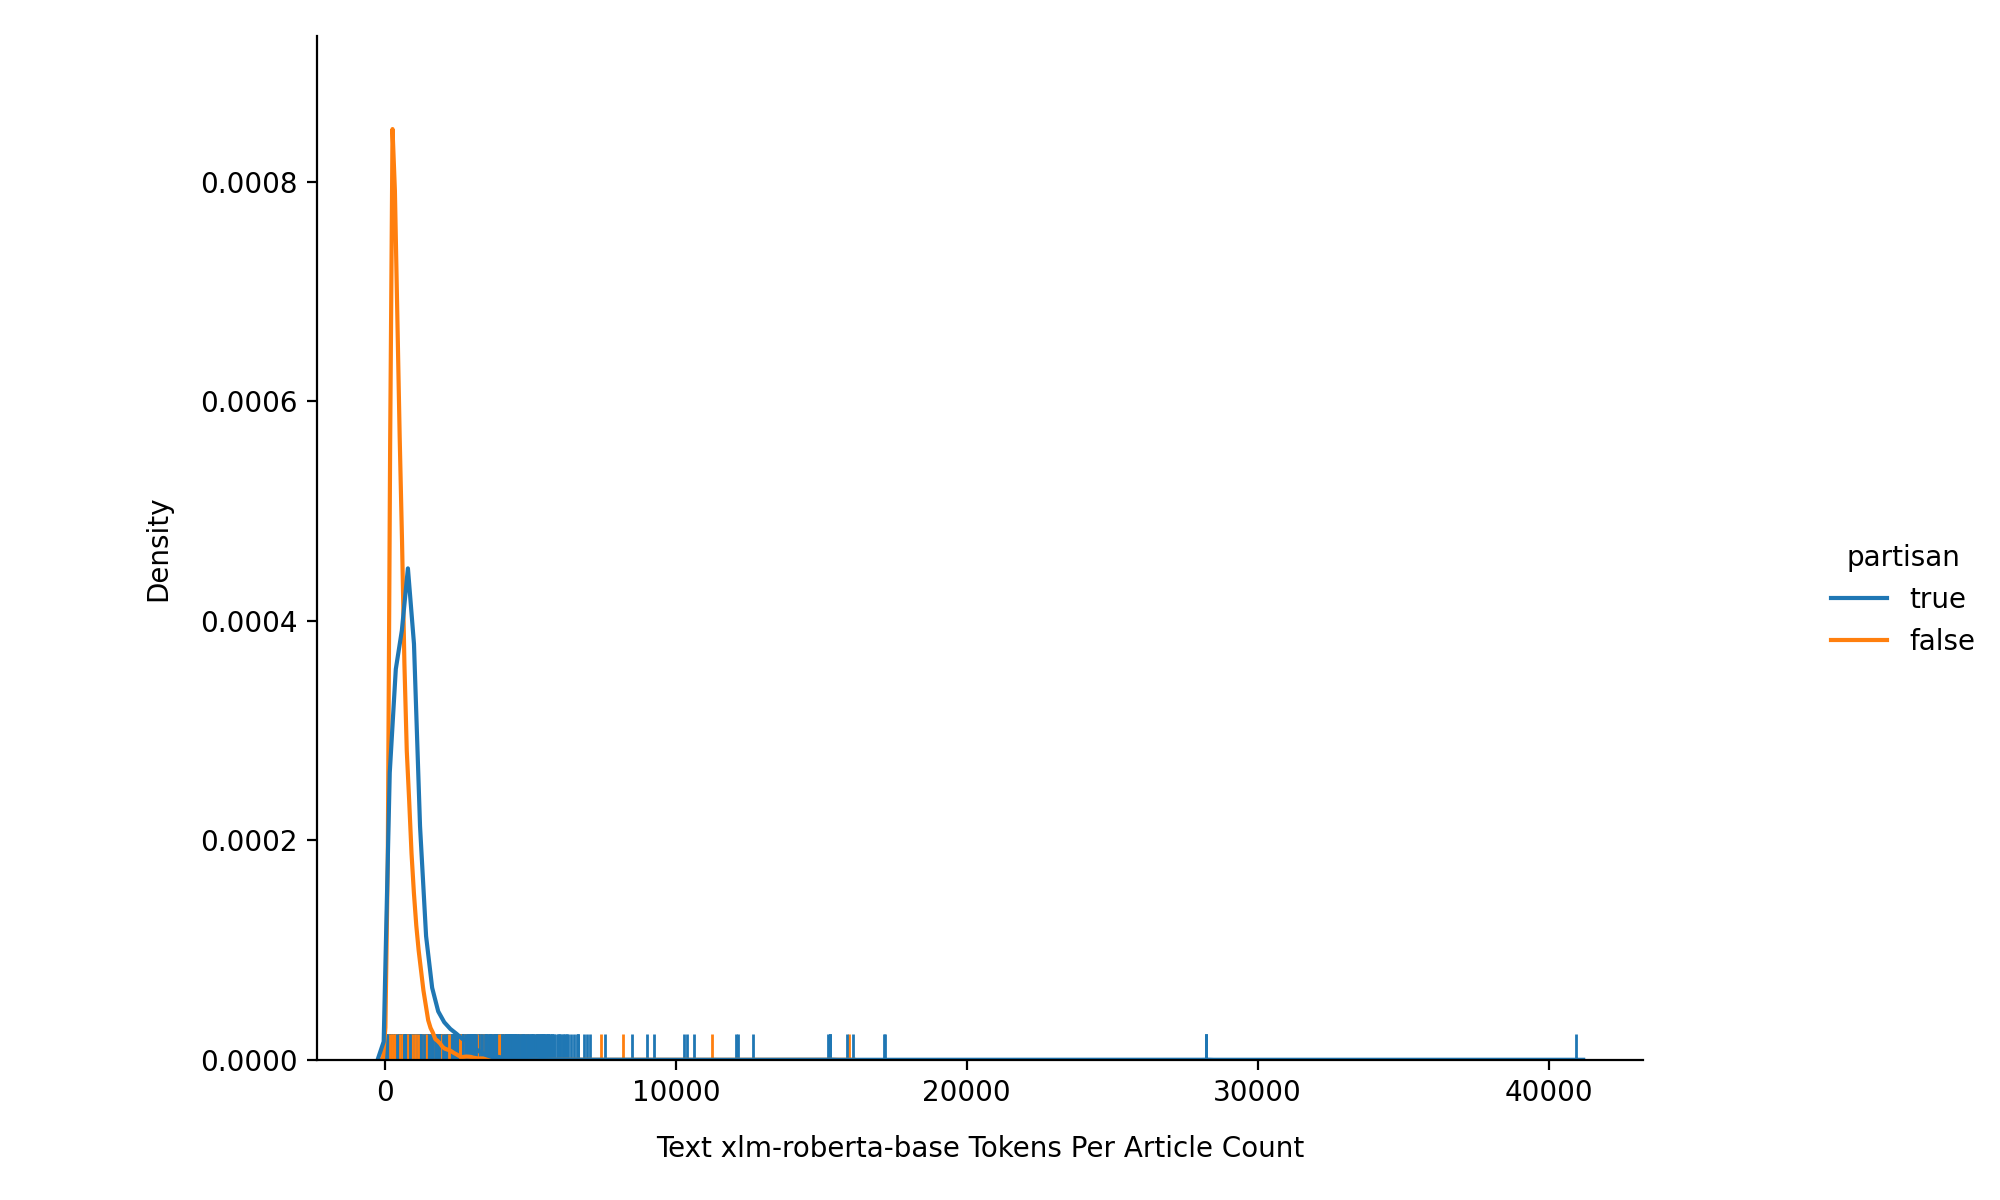 0.0008
0.0006
0.0004
0.0002
0.0000
Density
0 10000 20000 30000 40000
Text xlm-roberta-base Tokens Per Article Count
partisan
true
false